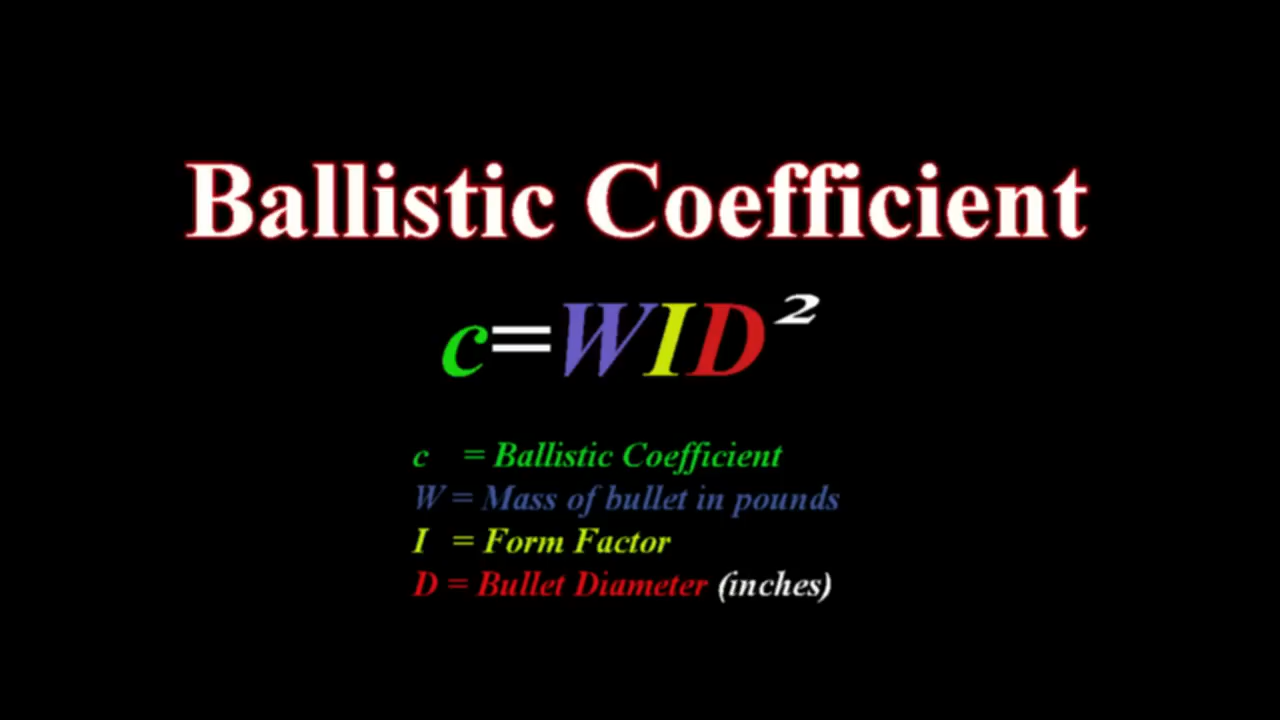 Ballistic Coefficient
c=WID²
c = Ballistic Coefficient
W = Mass of bullet in pounds
I = Form Factor
D = Bullet Diameter (inches)